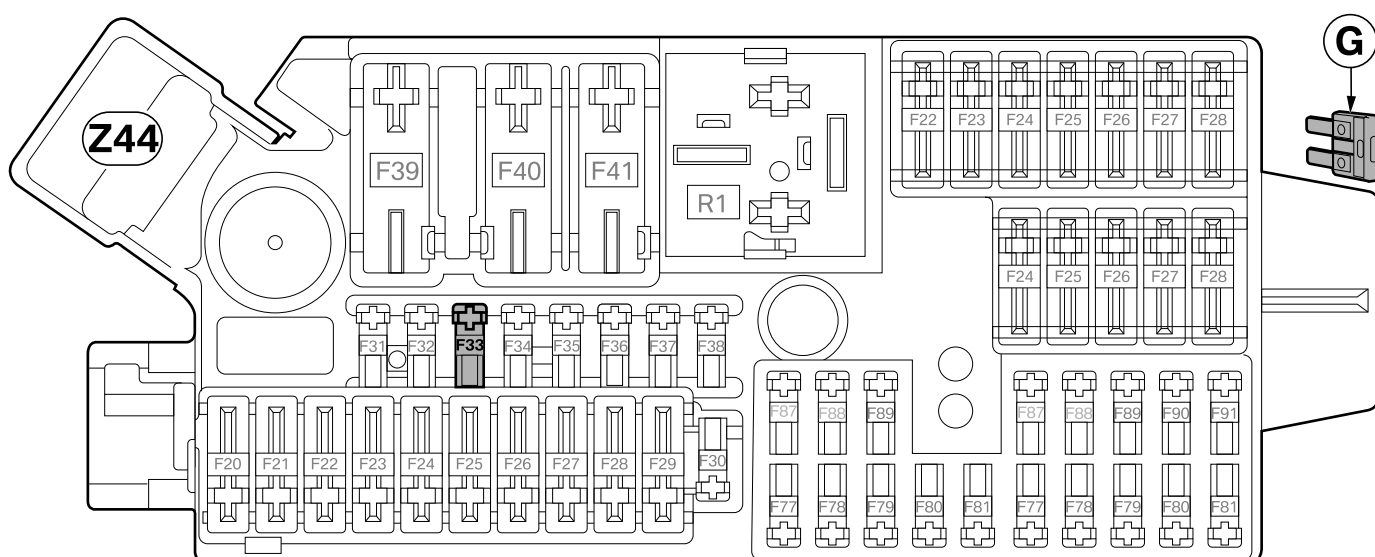 G
Z44
F39 F40 F41
R1
F22 F23 F24 F25 F26 F27 F28
F24 F25 F26 F27 F28
F31 F32 F33 F34 F35 F36 F37 F38
F87 F88 F89 F87 F88 F89 F90 F91
F20 F21 F22 F23 F24 F25 F26 F27 F28 F29 F30
F77 F78 F79 F80 F81 F77 F78 F79 F80 F81